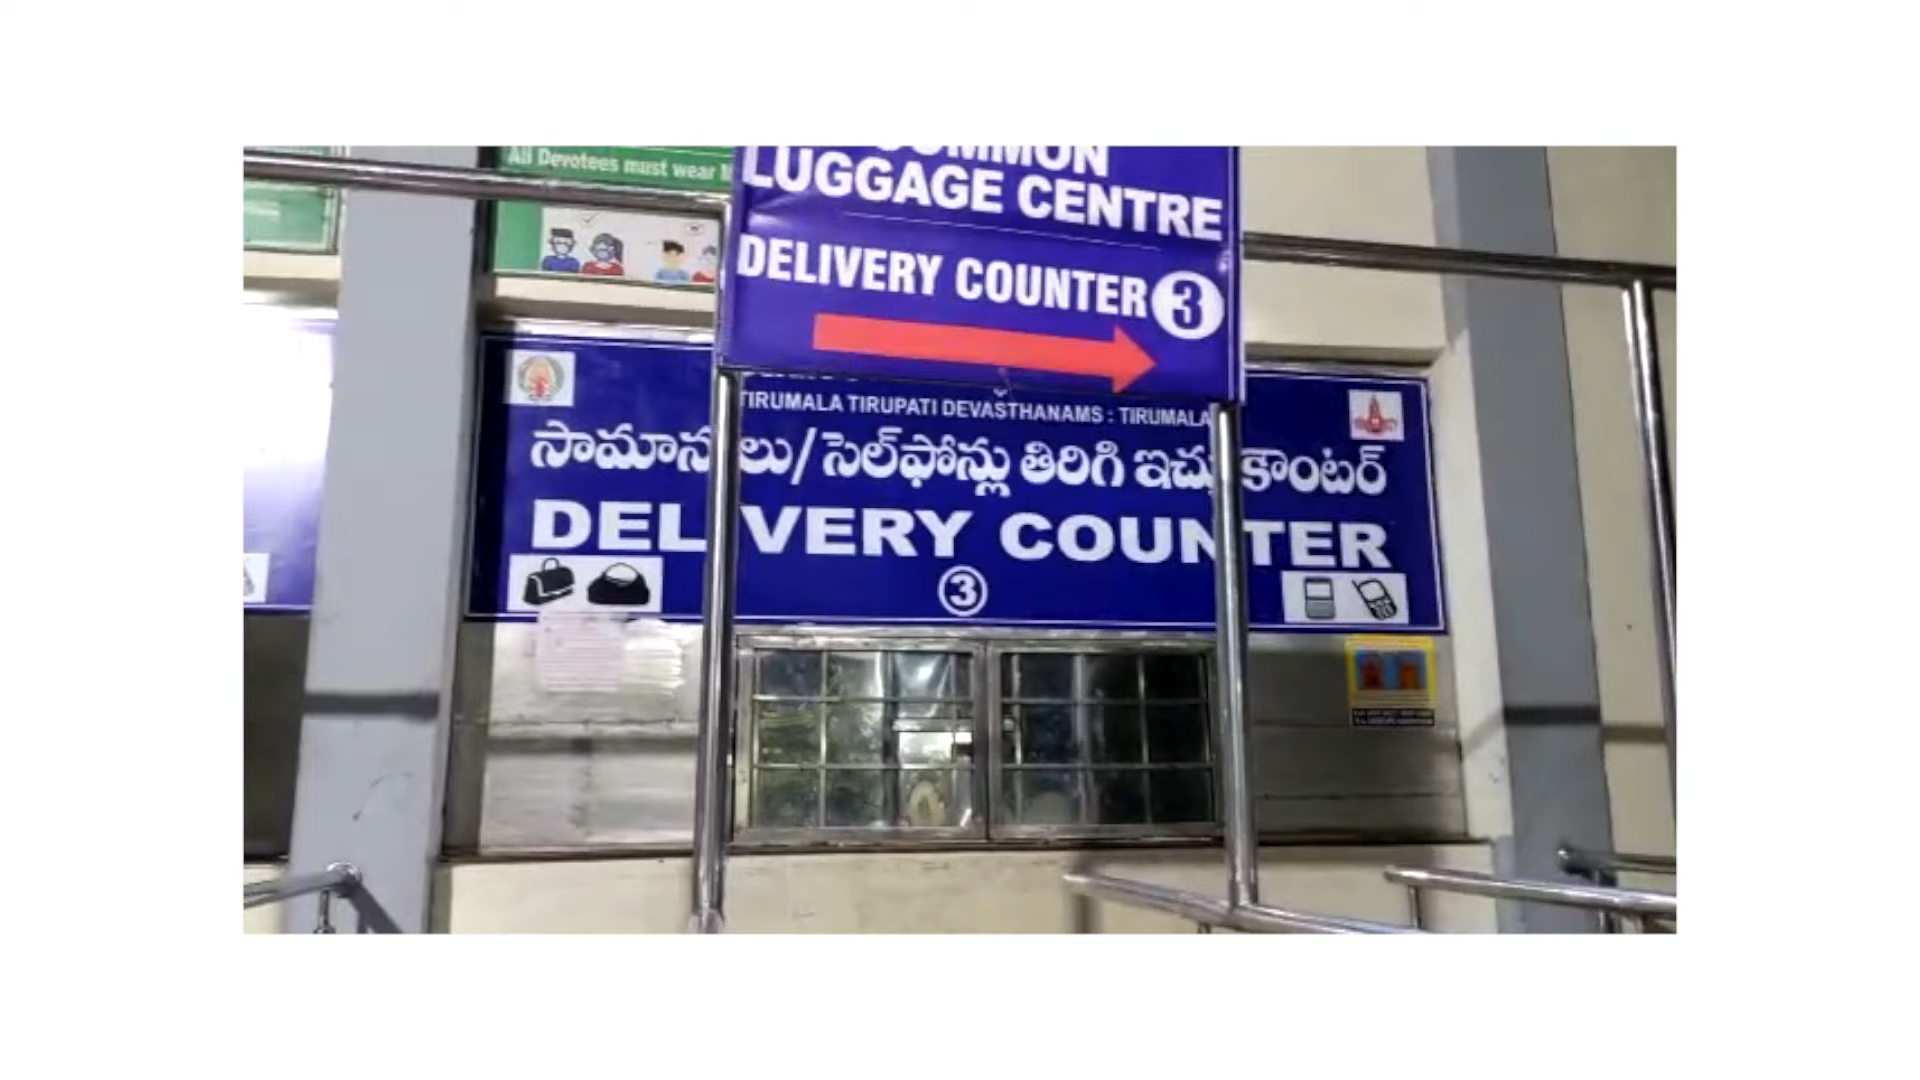 All Devotees must wear
COMMON
LUGGAGE CENTRE
DELIVERY COUNTER 3
TIRUMALA TIRUPATI DEVASTHANAMS : TIRUMALA
సామానులు/ సెల్‌ఫోన్లు తిరిగి ఇచ్చు కౌంటర్
DELIVERY COUNTER
3